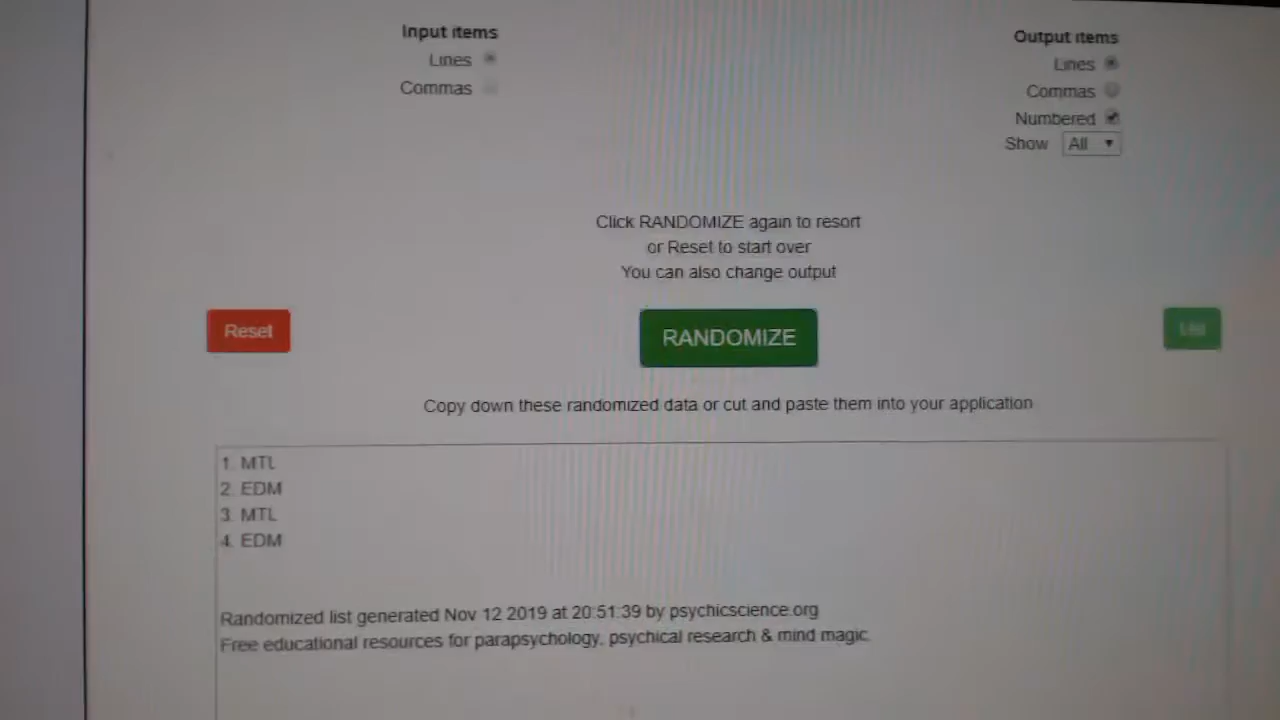 Input items
Lines
Commas
Output items
Lines
Commas
Numbered
Show All
Click RANDOMIZE again to resort
or Reset to start over
You can also change output
Reset
RANDOMIZE
List
Copy down these randomized data or cut and paste them into your application
1. MTL
2. EDM
3. MTL
4. EDM
Randomized list generated Nov 12 2019 at 20:51:39 by psychicscience.org
Free educational resources for parapsychology, psychical research & mind magic.